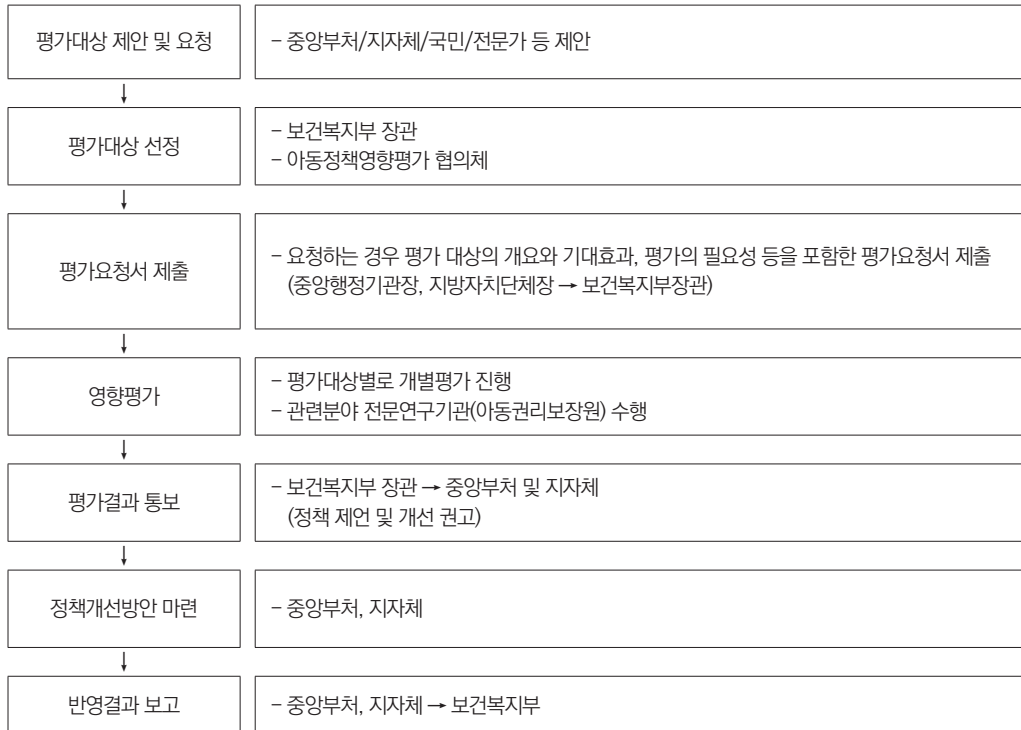 평가대상 제안 및 요청
– 중앙부처/지자체/국민/전문가 등 제안
평가대상 선정
– 보건복지부 장관
– 아동정책영향평가 협의체
평가요청서 제출
– 요청하는 경우 평가 대상의 개요와 기대효과, 평가의 필요성 등을 포함한 평가요청서 제출
(중앙행정기관장, 지방자치단체장 → 보건복지부장관)
영향평가
– 평가대상별로 개별평가 진행
– 관련분야 전문연구기관(아동권리보장원) 수행
평가결과 통보
– 보건복지부 장관 → 중앙부처 및 지자체
(정책 제언 및 개선 권고)
정책개선방안 마련
– 중앙부처, 지자체
반영결과 보고
– 중앙부처, 지자체 → 보건복지부